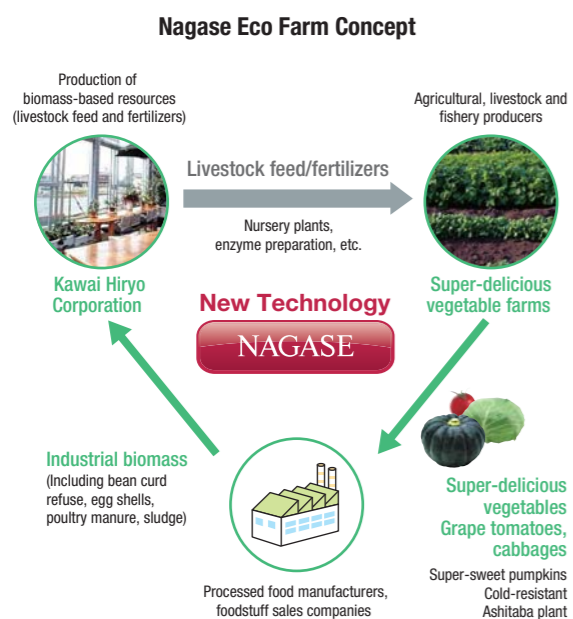 Nagase Eco Farm Concept
Production of
biomass-based resources
(livestock feed and fertilizers)
Agricultural, livestock and
fishery producers
Livestock feed/fertilizers
Nursery plants,
enzyme preparation, etc.
Kawai Hiryo
Corporation
Super-delicious
vegetable farms
New Technology
NAGASE
Industrial biomass
(Including bean curd
refuse, egg shells,
poultry manure, sludge)
Super-delicious
vegetables
Grape tomatoes,
cabbages
Super-sweet pumpkins
Cold-resistant
Ashitaba plant
Processed food manufacturers,
foodstuff sales companies